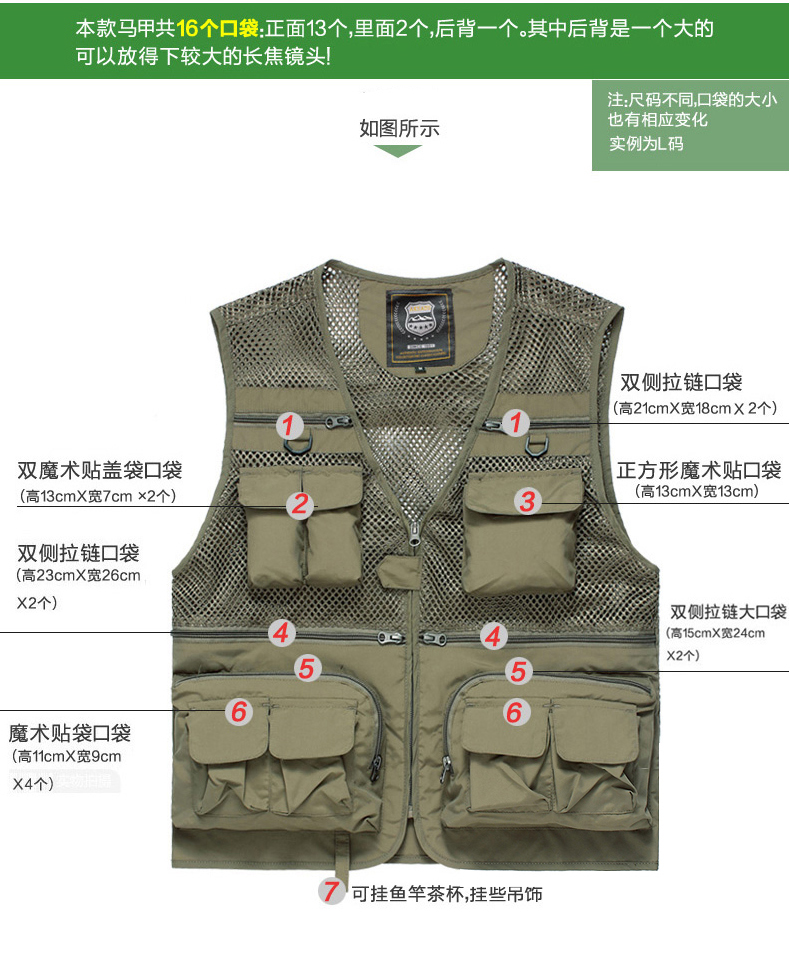 本款马甲共16个口袋:正面13个,里面2个,后背一个。其中后背是一个大的
可以放得下较大的长焦镜头!
注:尺码不同,口袋的大小
也有相应变化
实例为L码
如图所示
双侧拉链口袋
(高21cmX宽18cm X 2个)
1
1
双魔术贴盖袋口袋
(高13cmX宽7cm ×2个)
2
正方形魔术贴口袋
(高13cmX宽13cm)
3
双侧拉链口袋
(高23cmX宽26cm
X2个)
4
4
双侧拉链大口袋
(高15cmX宽24cm
X2个)
5
5
6
6
魔术贴袋口袋
(高11cmX宽9cm
X4个)
7
可挂鱼竿茶杯,挂些吊饰